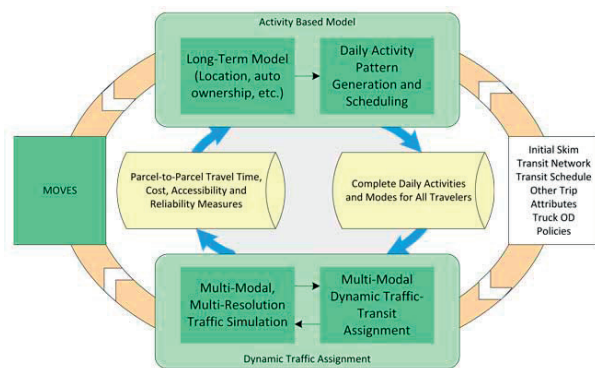 Activity Based Model
Long-Term Model
(Location, auto
ownership, etc.)
Daily Activity
Pattern
Generation and
Scheduling
MOVES
Parcel-to-Parcel Travel Time,
Cost, Accessibility and
Reliability Measures
Complete Daily Activities
and Modes for All Travelers
Initial Skim
Transit Network
Transit Schedule
Other Trip
Attributes
Truck OD
Policies
Multi-Modal,
Multi-Resolution
Traffic Simulation
Multi-Modal
Dynamic Traffic-
Transit
Assignment
Dynamic Traffic Assignment